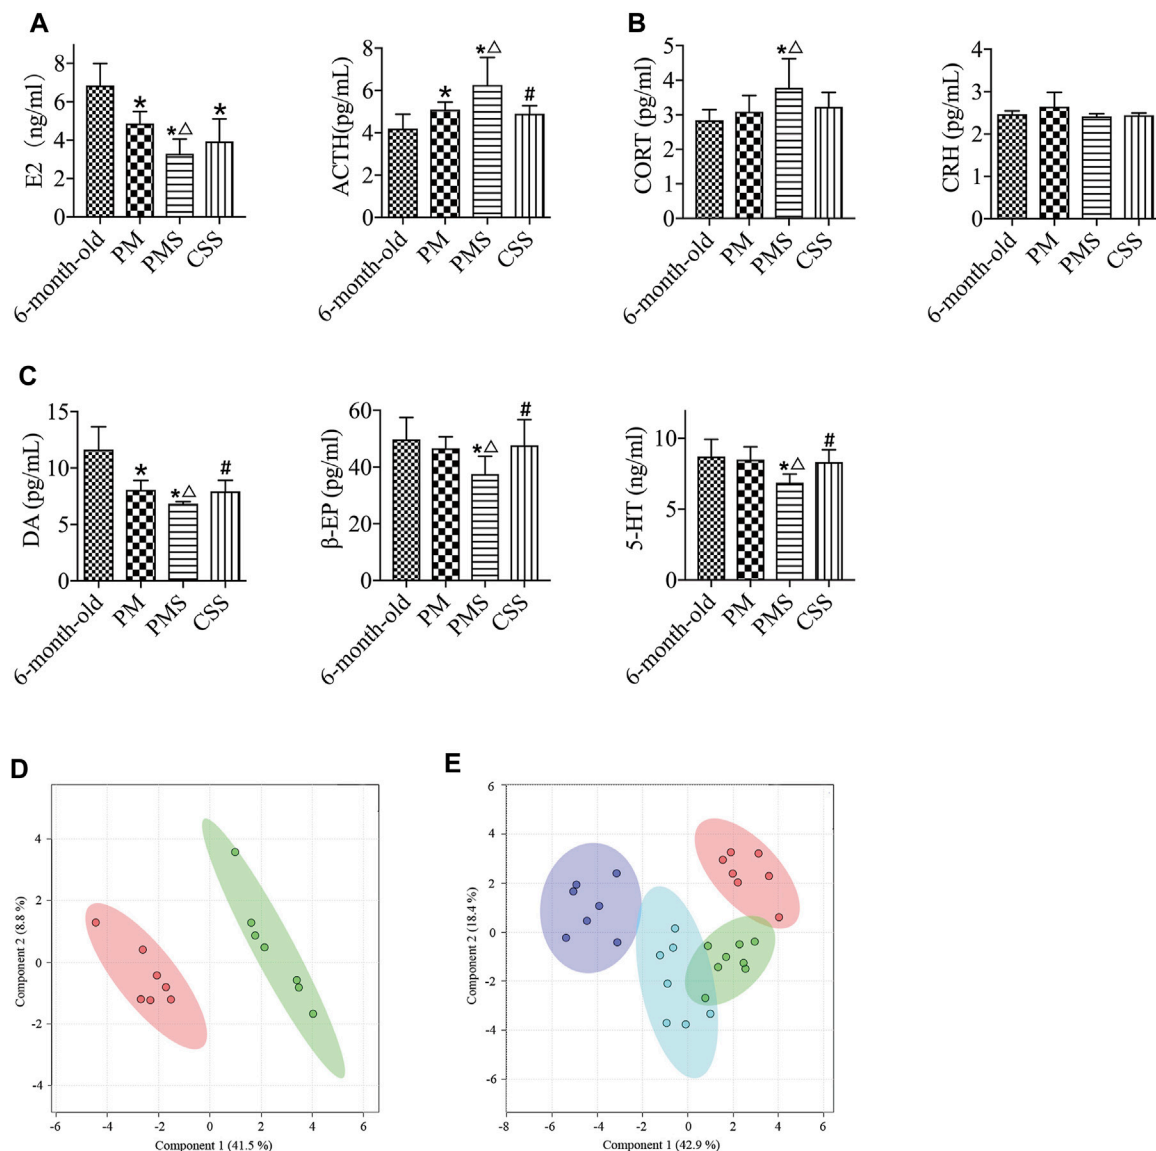 A
B
E2 (ng/ml)
8
6
4
2
0
*
*△
*
6-month-old
PM
PMS
CSS
ACTH(pg/mL)
8
6
4
2
0
*
*△
#
6-month-old
PM
PMS
CSS
CORT (pg/ml)
5
4
3
2
1
0
*△
6-month-old
PM
PMS
CSS
CRH (pg/mL)
4
3
2
1
0
6-month-old
PM
PMS
CSS
C
DA (pg/mL)
15
10
5
0
*
*△
#
6-month-old
PM
PMS
CSS
β-EP (pg/ml)
60
40
20
0
*△
#
6-month-old
PM
PMS
CSS
5-HT (ng/ml)
10
5
0
*△
#
6-month-old
PM
PMS
CSS
D
Component 2 (8.8 %)
4
2
0
-2
-4
-6 -4 -2 0 2 4 6
Component 1 (41.5 %)
E
Component 2 (18.4 %)
6
4
2
0
-2
-4
-6
-8 -6 -4 -2 0 2 4 6
Component 1 (42.9 %)